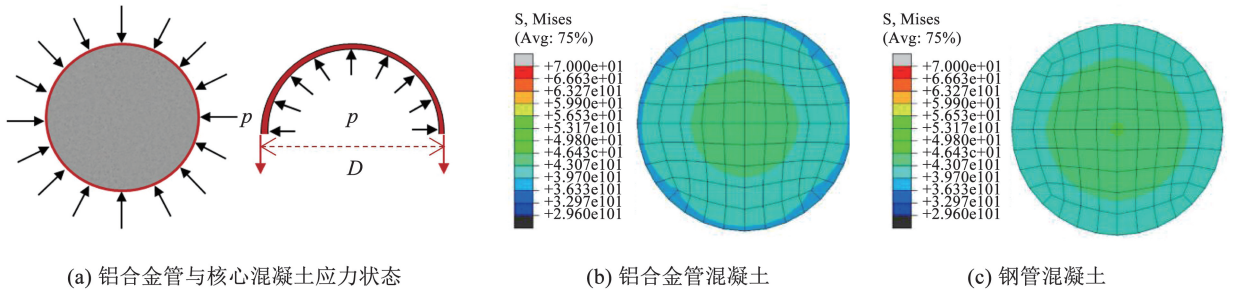 p
p
D
(a) 铝合金管与核心混凝土应力状态
S, Mises
(Avg: 75%)
+7.000e+01
+6.663e+01
+6.327e101
+5.990e+01
+5.653e+01
+5.317e101
+4.980e+01
+4.643c+01
+4.307e101
+3.970e101
+3.633e101
+3.297e101
+2.960e101
(b) 铝合金管混凝土
S, Mises
(Avg: 75%)
+7.000e+01
+6.663e+01
+6.327e101
+5.990e+01
+5.653e+01
+5.317e101
+4.980e+01
+4.643c+01
+4.307e101
+3.970e101
+3.633e101
+3.297e101
+2.960e101
(c) 钢管混凝土